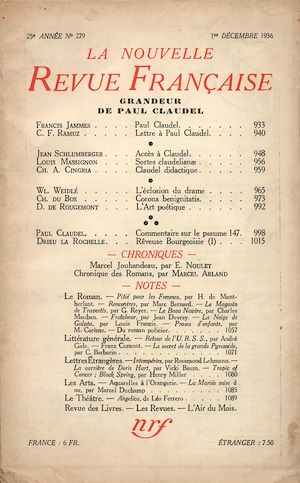 25e ANNÉE No 279 1er DÉCEMBRE 1936
LA NOUVELLE
REVUE FRANÇAISE
GRANDEUR
DE PAUL CLAUDEL
FRANCIS JAMMES . . . . . Paul Claudel. . . . . . . 933
C. F. RAMUZ . . . . . . Lettre à Paul Claudel. . . . 940
JEAN SCHLUMBERGER. . . . Accès à Claudel. . . . . . 948
LOUIS MASSIGNON . . . . Sortes claudelianæ. . . . . 956
CH. A. CINGRIA . . . . . Claudel didactique . . . . . 959
WL. WEIDLÉ . . . . . . L'éclosion du drame . . . . 965
CH. DU BOS . . . . . . Corona benignitatis. . . . . 973
D. DE ROUGEMONT . . . . L'Art poétique . . . . . . 992
PAUL CLAUDEL. . . . . . Commentaire sur le psaume 147. 998
DRIEU LA ROCHELLE. . . . Rêveuse Bourgeoisie (I) . . . 1015
— CHRONIQUES —
Marcel Jouhandeau, par E. NOULET
Chronique des Romans, par MARCEL ARLAND
— NOTES —
Le Roman. — Pitié pour les Femmes, par H. de Mont-
herlant. — Rencontres, par Marc Bernard. — Le Magasin
de Travestis, par G. Reyer. — Le Beau Navire, par Charles
Mauban. — Fraîcheur, par Jean Devray. — La Neige de
Galata, par Louis Francis. — Proues d'enfants, par
M. Carême. — Du roman policier. . . . . . . . 1057
Littérature générale. — Retour de l'U.R.S.S., par André
Gide. — Franz Cumont. — Le secret de la grande Pyramide,
par C. Barbarin . . . . . . . . . . . 1071
Lettres Étrangères. — Intempéries, par Rosamond Lehmann. —
La carrière de Doris Hart, par Vicki Baum. — Tropic of
Cancer ; Black Spring, par Henry Miller . . . . 1080
Les Arts. — Aquarelles à l'Orangerie. — La Mariée mise à
nu, par Marcel Duchamp . . . . . . . . . 1085
Le Théâtre. — Angelica, de Léo Ferrero . . . . . 1089
Revue des Livres. — Les Revues. — L'Air du Mois.
nrf
FRANCE : 6 FR. ÉTRANGER : 7.50